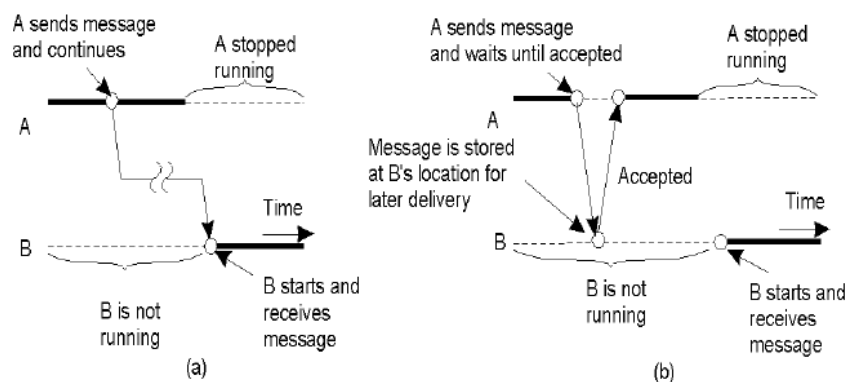 A sends message
and continues
A stopped
running
A
Time
B
B is not
running
B starts and
receives
message
(a)
A sends message
and waits until accepted
A stopped
running
A
Message is stored
at B's location for
later delivery
Accepted
Time
B
B is not
running
B starts and
receives
message
(b)